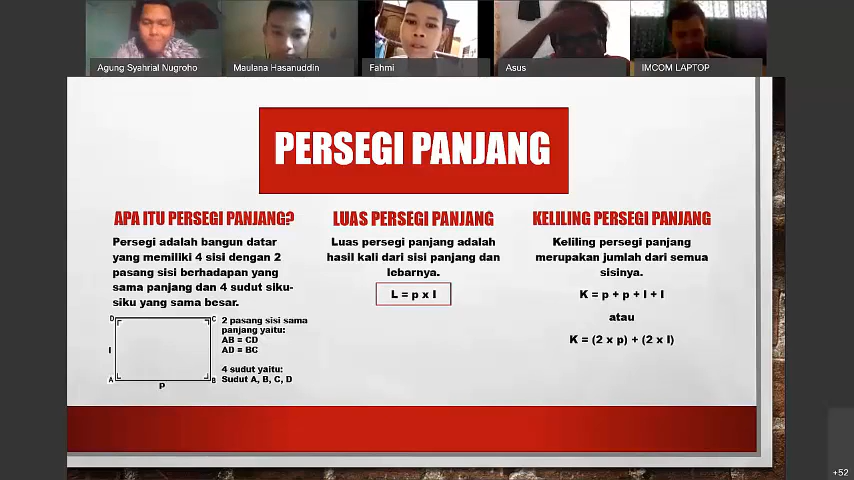 Agung Syahrial Nugroho
Maulana Hasanuddin
Fahmi
Asus
IMCOM LAPTOP
PERSEGI PANJANG
APA ITU PERSEGI PANJANG?
Persegi adalah bangun datar
yang memiliki 4 sisi dengan 2
pasang sisi berhadapan yang
sama panjang dan 4 sudut siku-
siku yang sama besar.
D
C
l
A
B
p
2 pasang sisi sama
panjang yaitu:
AB = CD
AD = BC
4 sudut yaitu:
Sudut A, B, C, D
LUAS PERSEGI PANJANG
Luas persegi panjang adalah
hasil kali dari sisi panjang dan
lebarnya.
L = p x l
KELILING PERSEGI PANJANG
Keliling persegi panjang
merupakan jumlah dari semua
sisinya.
K = p + p + l + l
atau
K = (2 x p) + (2 x l)
+52